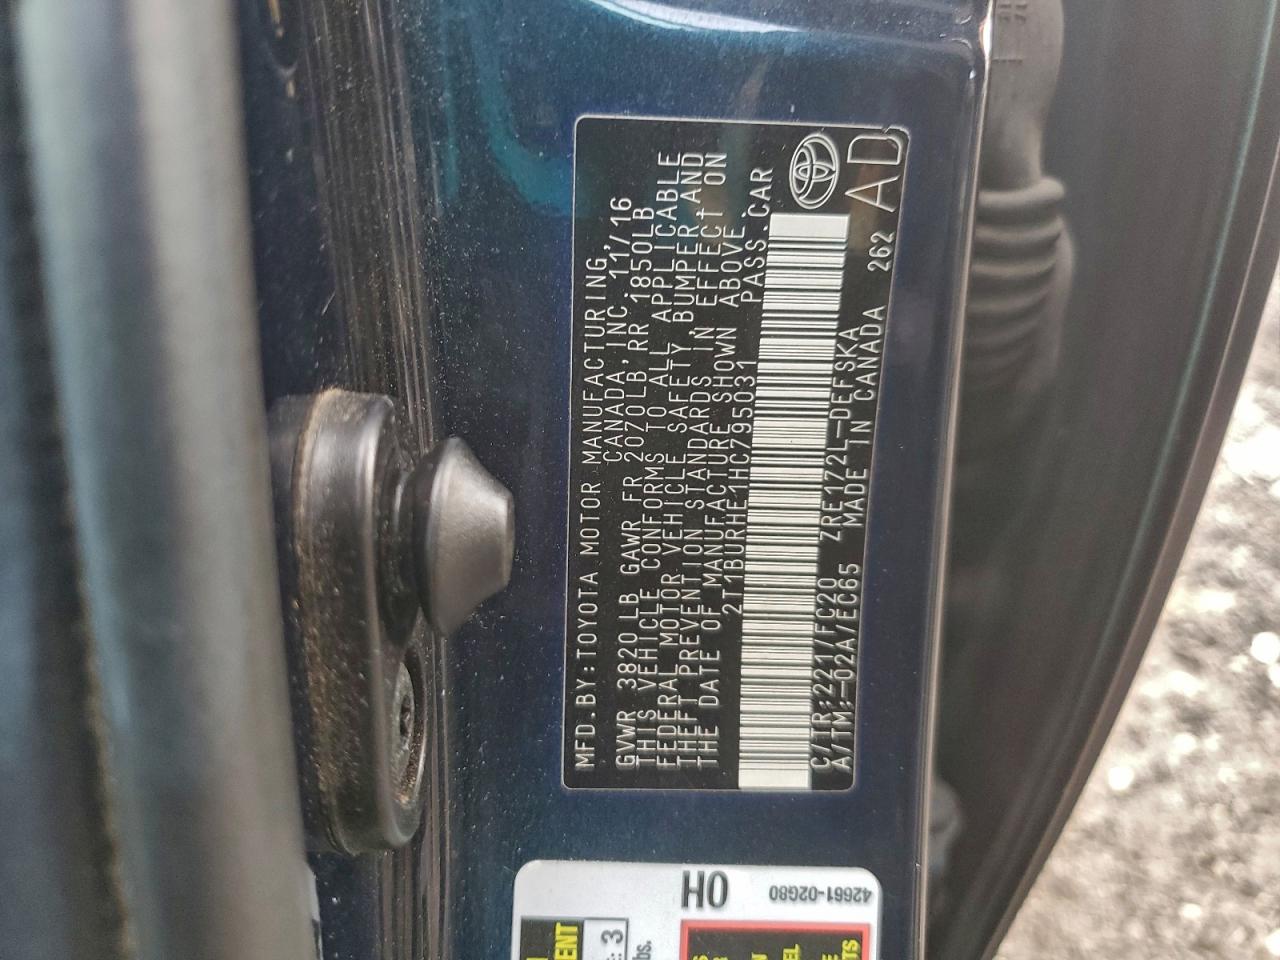 MFD.BY:TOYOTA MOTOR MANUFACTURING,
CANADA,INC. 11/16
GVWR 3820 LB GAWR FR 2070LB,RR 1850LB
THIS VEHICLE CONFORMS TO ALL APPLICABLE
FEDERAL MOTOR VEHICLE SAFETY,BUMPER,AND
THEFT PREVENTION STANDARDS IN EFFECT ON
THE DATE OF MANUFACTURE SHOWN ABOVE.
2T1BURHE1HC795031 PASS.CAR
C/TR:221/FC20 ZRE172L-DEFSKA
A/TM:-02A/EC65 MADE IN CANADA 262
AD
0H
42661-02G80
3